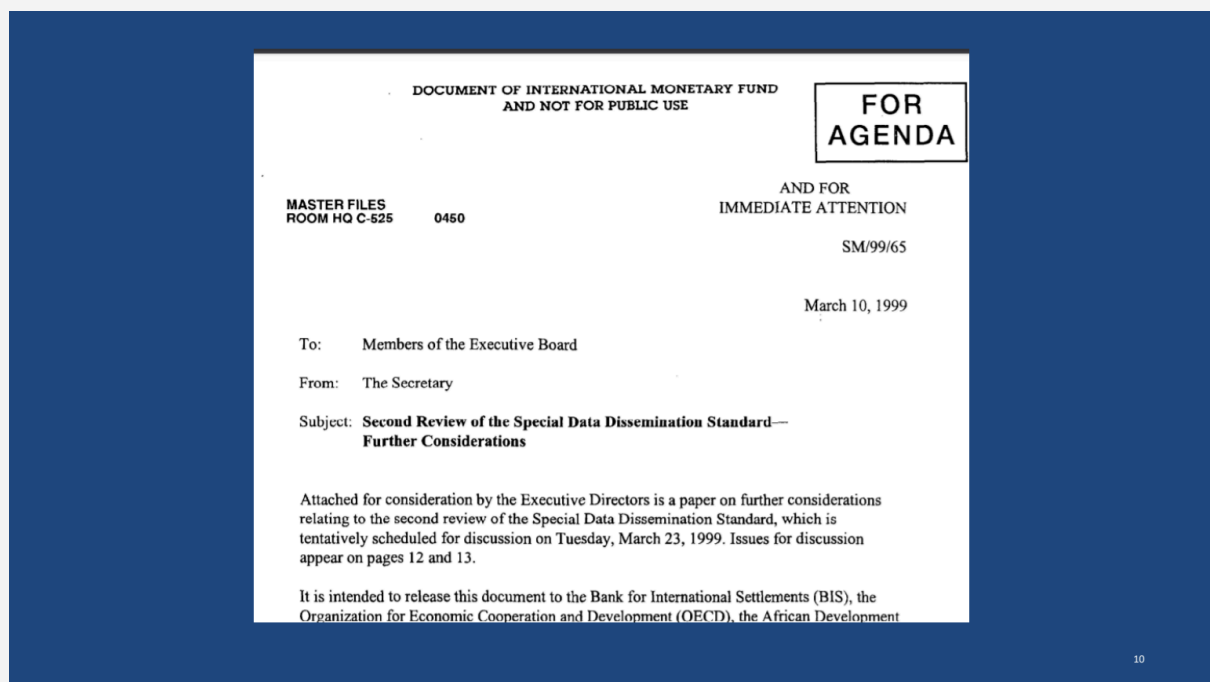 DOCUMENT OF INTERNATIONAL MONETARY FUND
AND NOT FOR PUBLIC USE
FOR
AGENDA
MASTER FILES
ROOM HQ C-525 0450
AND FOR
IMMEDIATE ATTENTION
SM/99/65
March 10, 1999
To: Members of the Executive Board
From: The Secretary
Subject: Second Review of the Special Data Dissemination Standard—
Further Considerations
Attached for consideration by the Executive Directors is a paper on further considerations
relating to the second review of the Special Data Dissemination Standard, which is
tentatively scheduled for discussion on Tuesday, March 23, 1999. Issues for discussion
appear on pages 12 and 13.
It is intended to release this document to the Bank for International Settlements (BIS), the
Organization for Economic Cooperation and Development (OECD), the African Development
10